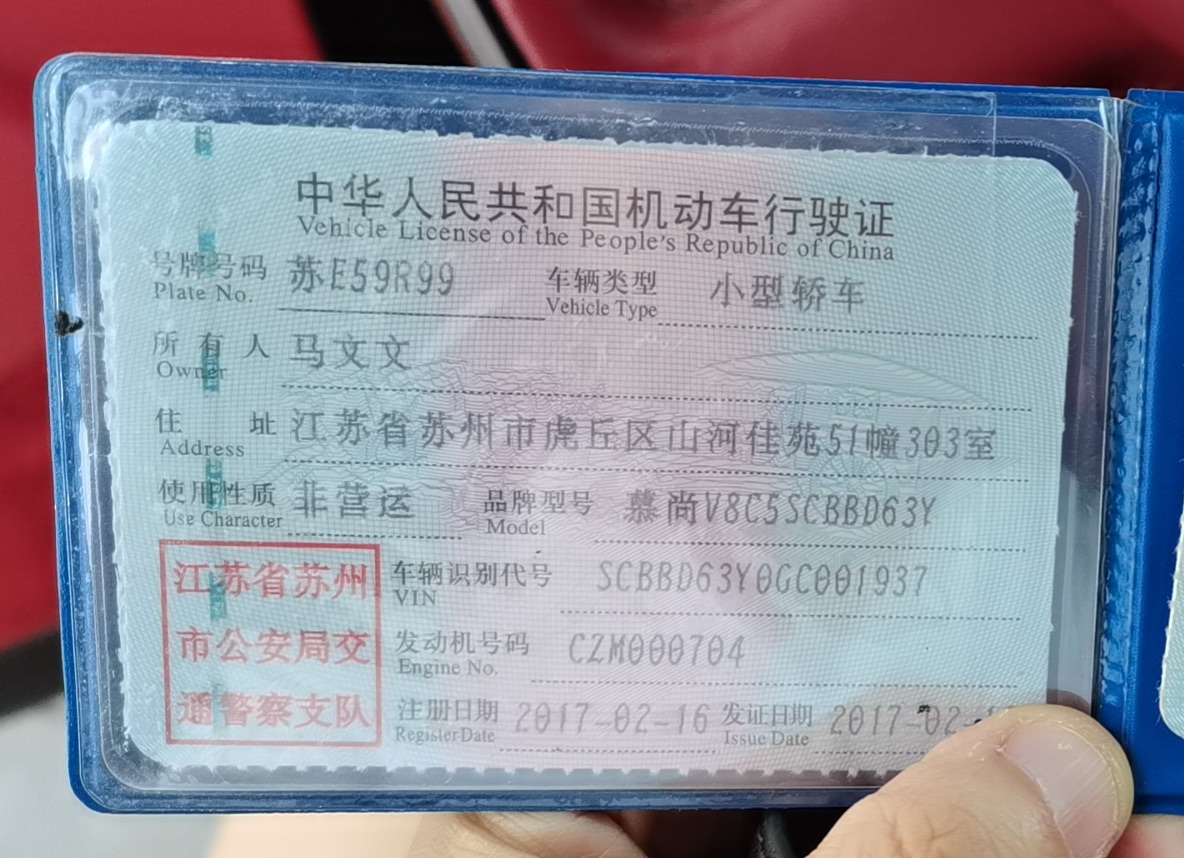 中华人民共和国机动车行驶证
Vehicle License of the People's Republic of China
号牌号码 苏E59R99 车辆类型 小型轿车
Plate No. Vehicle Type
所有人 马文文
Owner
住址 江苏省苏州市虎丘区山河佳苑51幢303室
Address
使用性质 非营运 品牌型号 慕尚V8C5SCBBD63Y
Use Character Model
江苏省苏州
市公安局交
通警察支队
车辆识别代号 SCBBD63Y0GC001937
VIN
发动机号码 CZM000704
Engine No.
注册日期 2017-02-16 发证日期 2017-02-
Register Date Issue Date